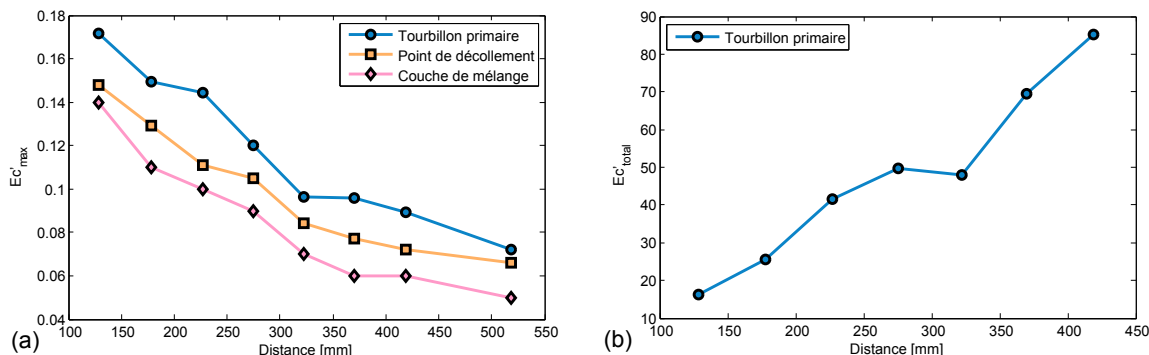 0.18
0.16
0.14
0.12
0.1
0.08
0.06
0.04
Ec'max
Tourbillon primaire
Point de décollement
Couche de mélange
100 150 200 250 300 350 400 450 500 550
Distance [mm]
(a)
90
80
70
60
50
40
30
20
10
0
Ec'total
Tourbillon primaire
100 150 200 250 300 350 400 450
Distance [mm]
(b)